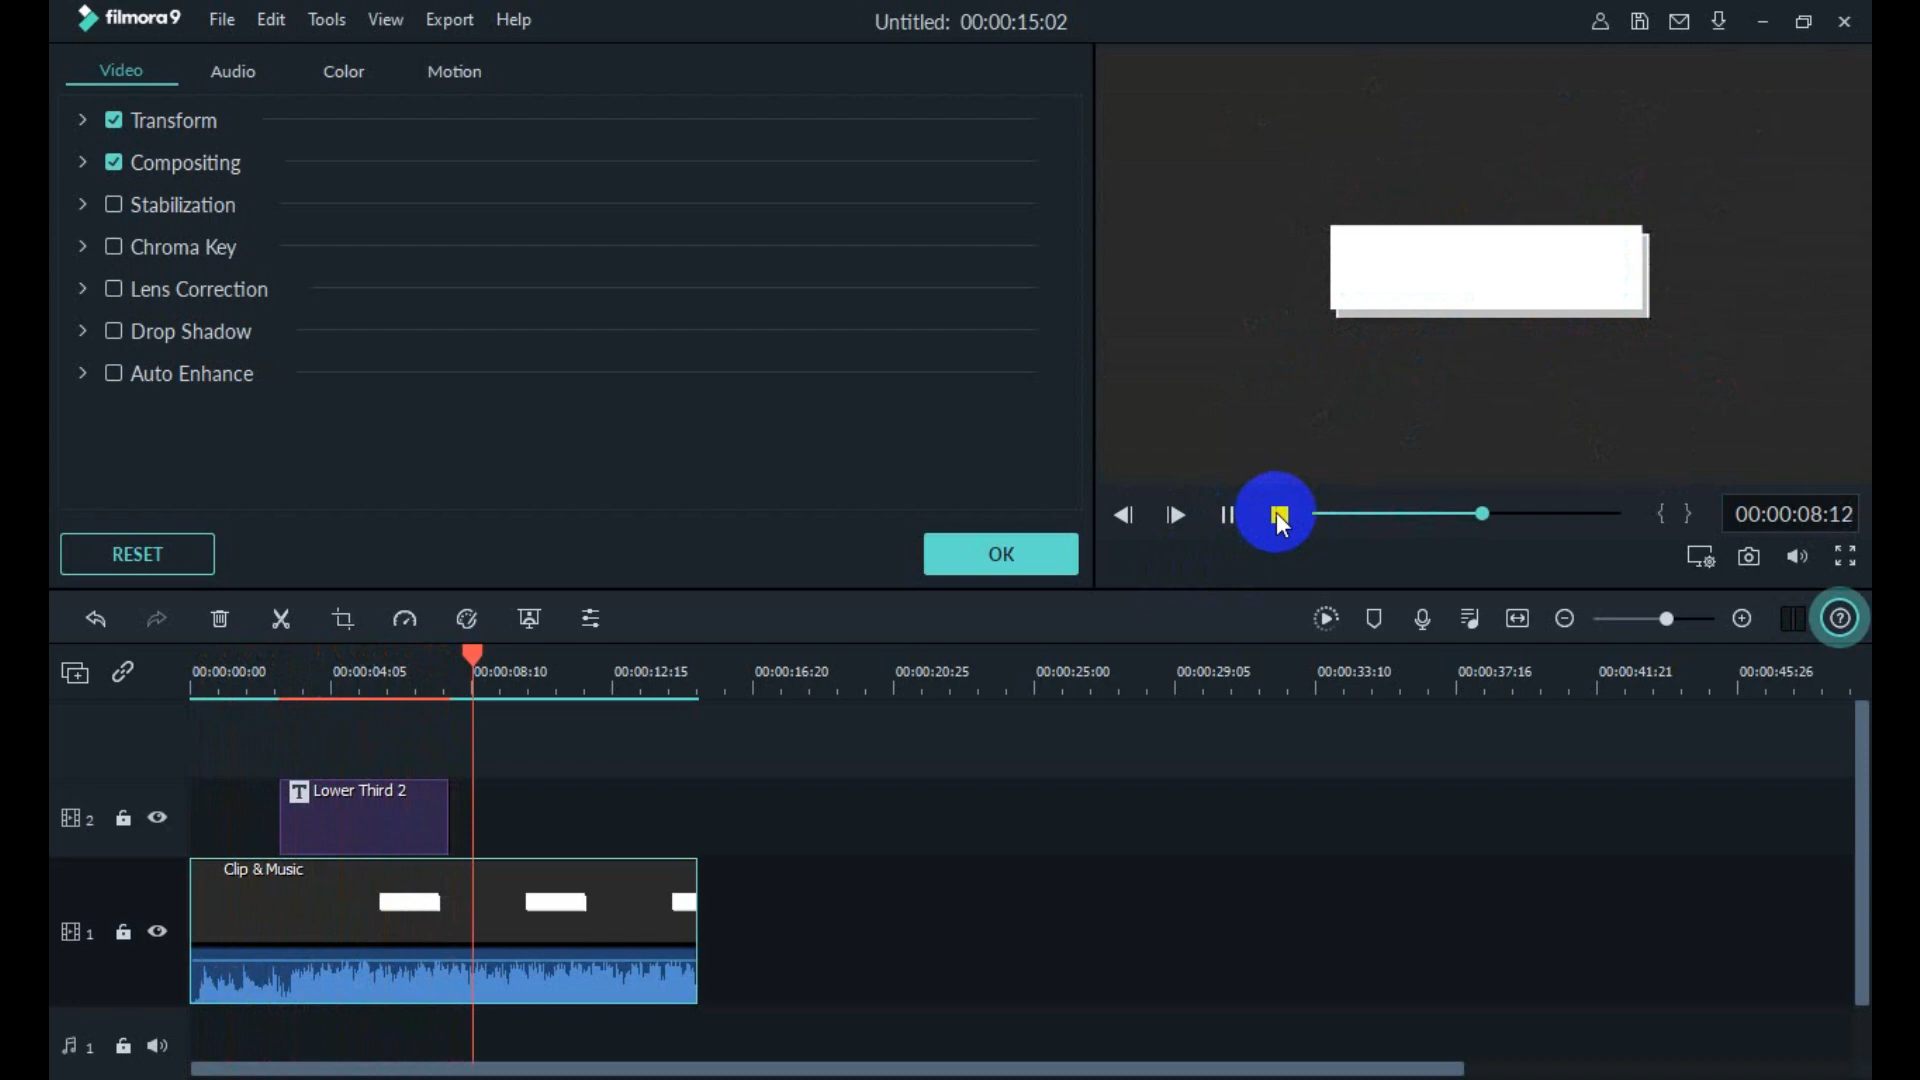 filmora9 File Edit Tools View Export Help Untitled: 00:00:15:02
Video Audio Color Motion
Transform
Compositing
Stabilization
Chroma Key
Lens Correction
Drop Shadow
Auto Enhance
00:00:08:12
RESET OK
00:00:00:00 00:00:04:05 00:00:08:10 00:00:12:15 00:00:16:20 00:00:20:25 00:00:25:00 00:00:29:05 00:00:33:10 00:00:37:16 00:00:41:21 00:00:45:26
T Lower Third 2
2
Clip & Music
1
1